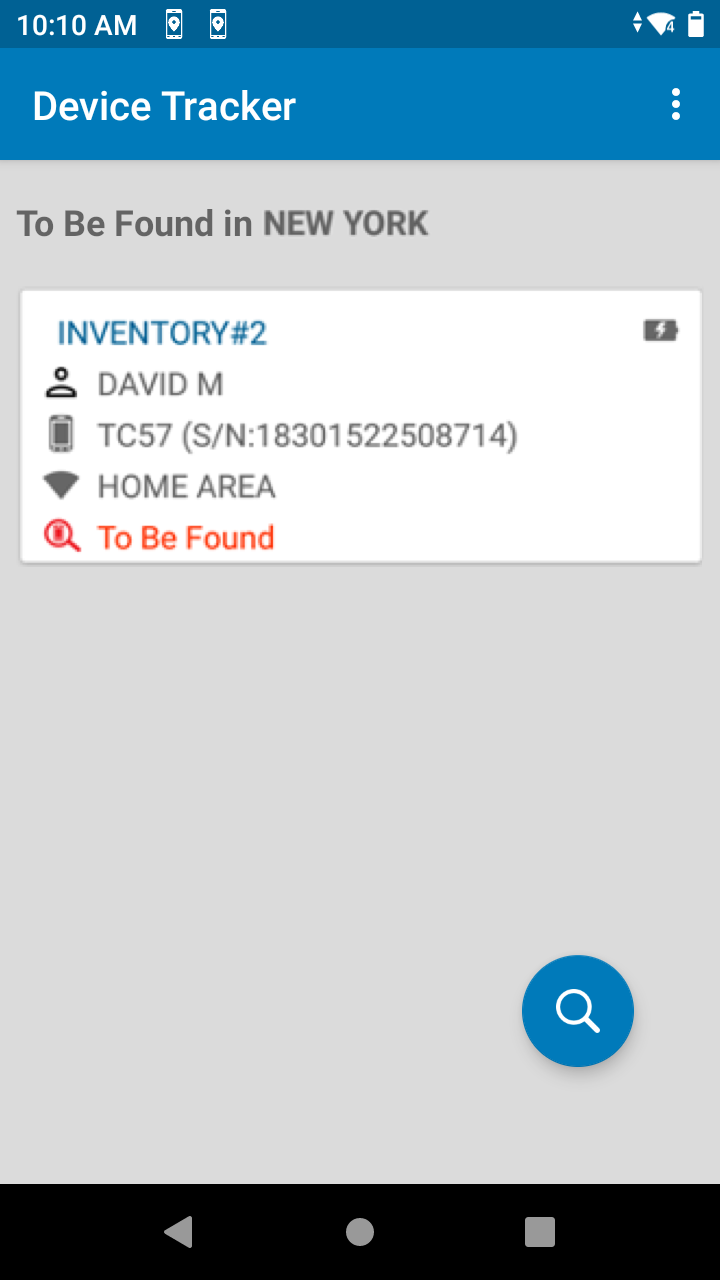 10:10 AM
4
Device Tracker
To Be Found in NEW YORK
INVENTORY#2
DAVID M
TC57 (S/N:18301522508714)
HOME AREA
To Be Found